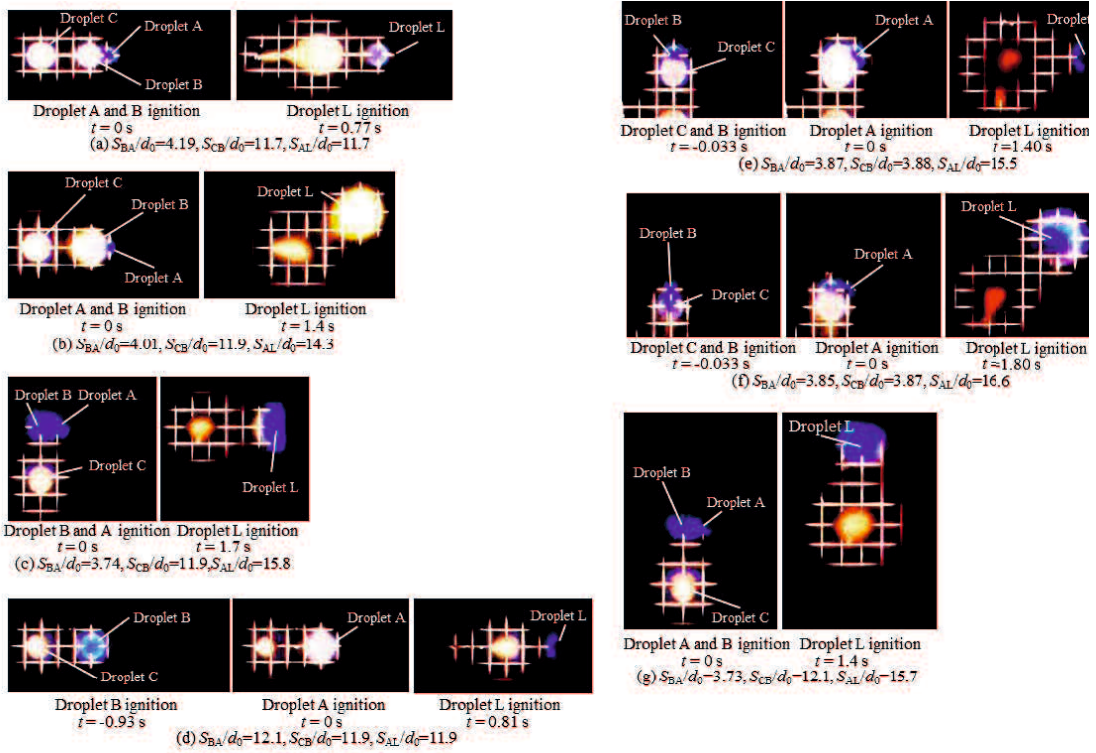 Droplet C
Droplet A
Droplet B
Droplet L
Droplet A and B ignition
t = 0 s
Droplet L ignition
t = 0.77 s
(a) SBA/d0=4.19, SCB/d0=11.7, SAL/d0=11.7
Droplet C
Droplet B
Droplet A
Droplet L
Droplet A and B ignition
t = 0 s
Droplet L ignition
t = 1.4 s
(b) SBA/d0=4.01, SCB/d0=11.9, SAL/d0=14.3
Droplet B
Droplet A
Droplet C
Droplet L
Droplet B and A ignition
t = 0 s
Droplet L ignition
t = 1.7 s
(c) SBA/d0=3.74, SCB/d0=11.9,SAL/d0=15.8
Droplet B
Droplet C
Droplet A
Droplet L
Droplet B ignition
t = -0.93 s
Droplet A ignition
t = 0 s
Droplet L ignition
t = 0.81 s
(d) SBA/d0=12.1, SCB/d0=11.9, SAL/d0=11.9
Droplet B
Droplet C
Droplet A
Droplet
Droplet C and B ignition
t = -0.033 s
Droplet A ignition
t = 0 s
Droplet L ignition
t =1.40 s
(e) SBA/d0=3.87, SCB/d0=3.88, SAL/d0=15.5
Droplet B
Droplet C
Droplet A
Droplet L
Droplet C and B ignition
t = -0.033 s
Droplet A ignition
t = 0 s
Droplet L ignition
t =1.80 s
(f) SBA/d0=3.85, SCB/d0=3.87, SAL/d0=16.6
Droplet B
Droplet A
Droplet C
Droplet L
Droplet A and B ignition
t = 0 s
Droplet L ignition
t = 1.4 s
(g) SBA/d0=3.73, SCB/d0=12.1, SAL/d0=15.7